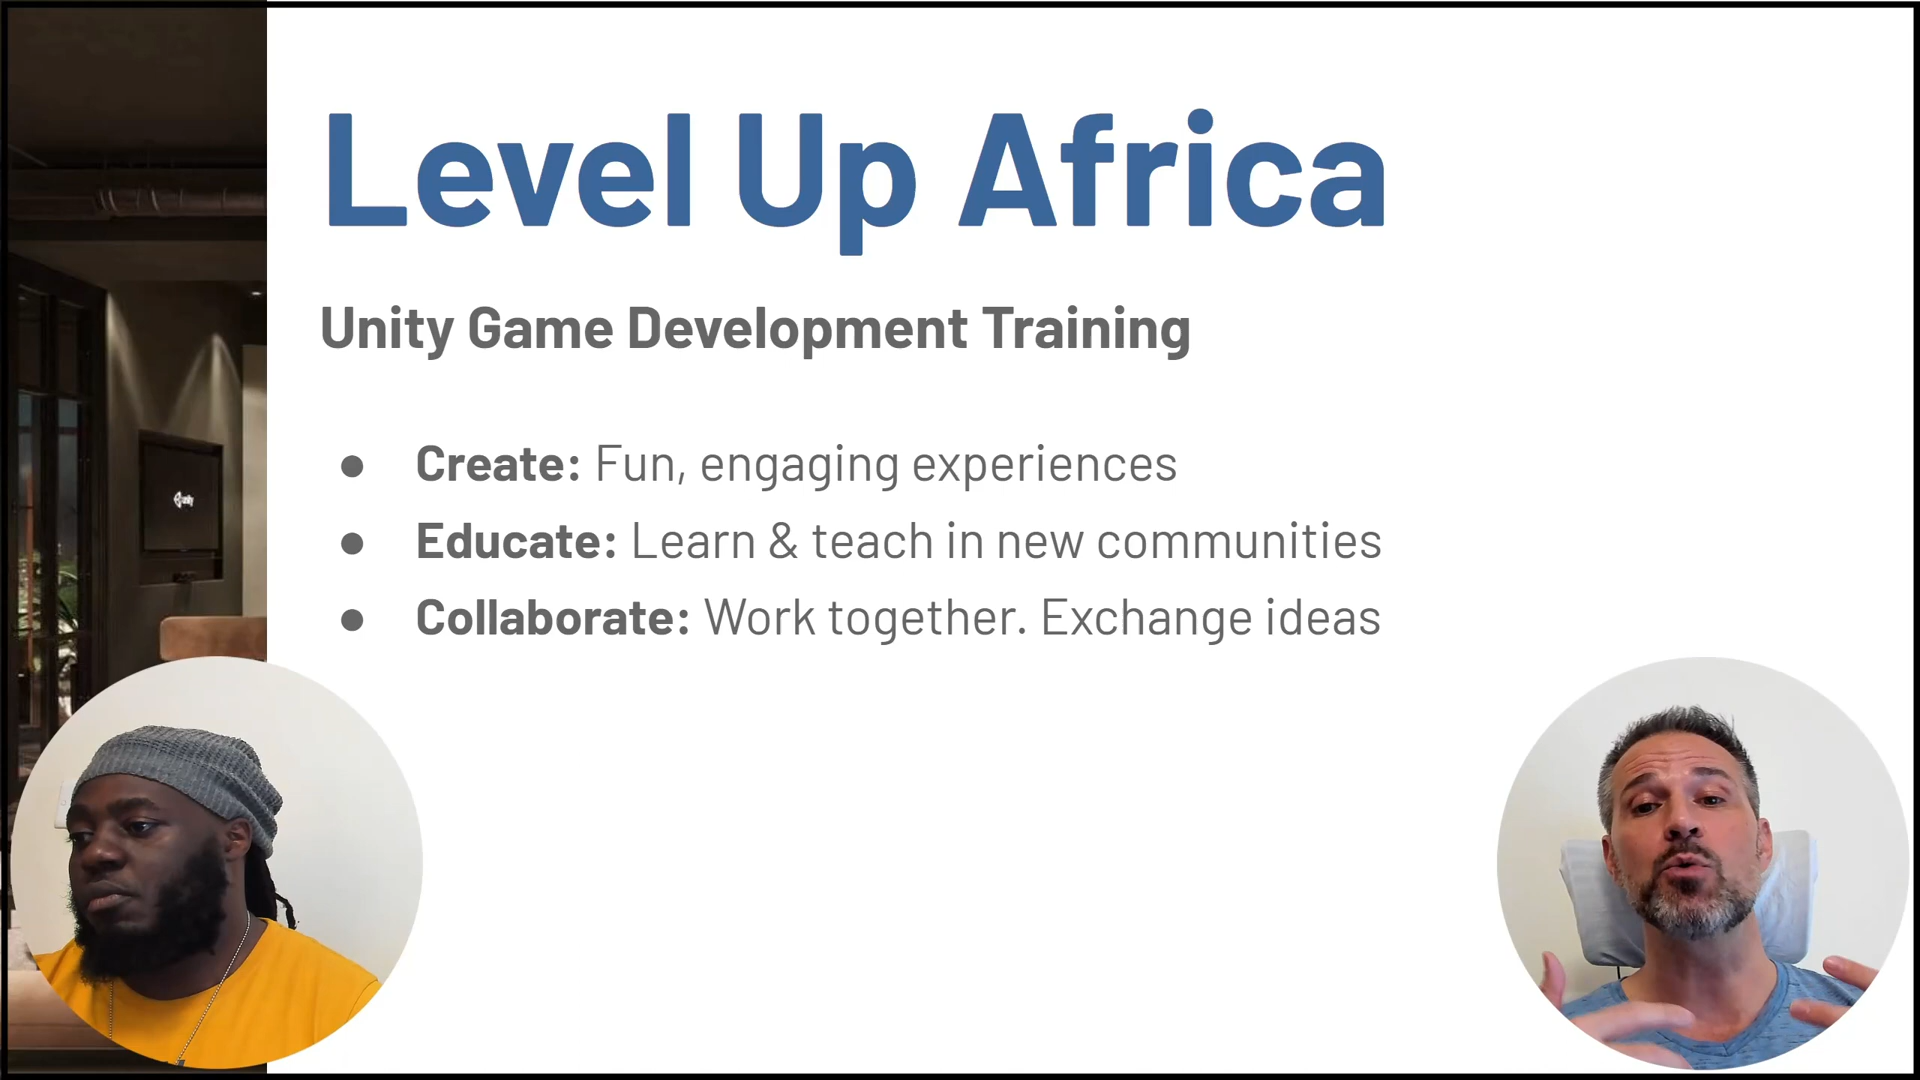 Level Up Africa
Unity Game Development Training
● Create: Fun, engaging experiences
● Educate: Learn & teach in new communities
● Collaborate: Work together. Exchange ideas
unity